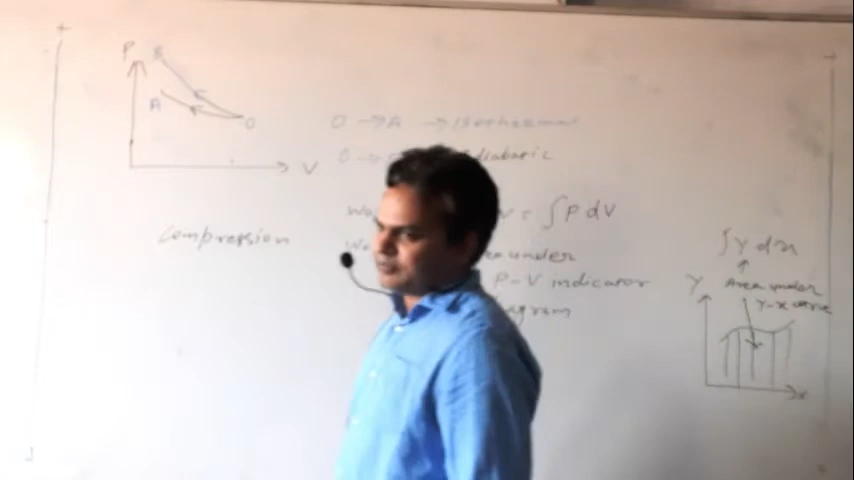 P
B
A
O
V
O → A → Isothermal
O → adiabatic
= ∫ P dV
under
P-V indicator
Compression
∫ Y dx
Area under
Y-x curve
Y
x